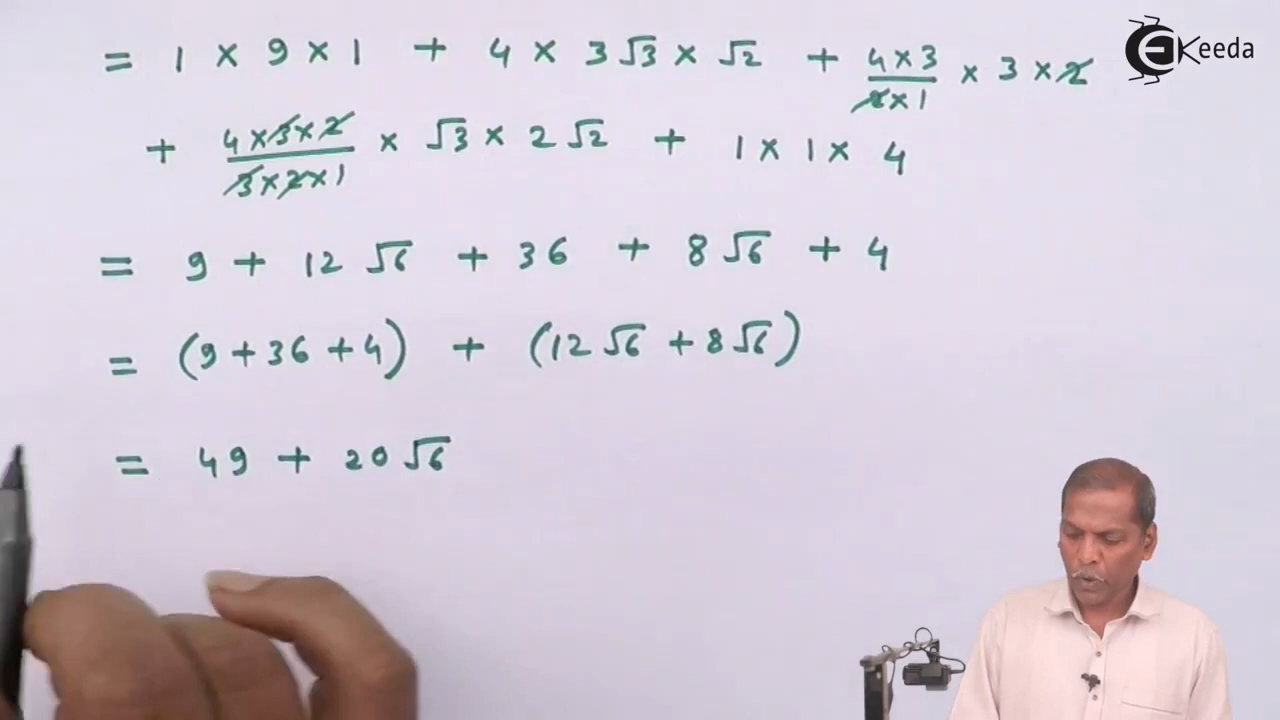 = 1 × 9 × 1 + 4 × 3√3 × √2 + (4×3)/(2×1) × 3 × 2
+ (4×3×2)/(3×2×1) × √3 × 2√2 + 1 × 1 × 4
= 9 + 12√6 + 36 + 8√6 + 4
= (9+36+4) + (12√6 + 8√6)
= 49 + 20√6
EKeeda